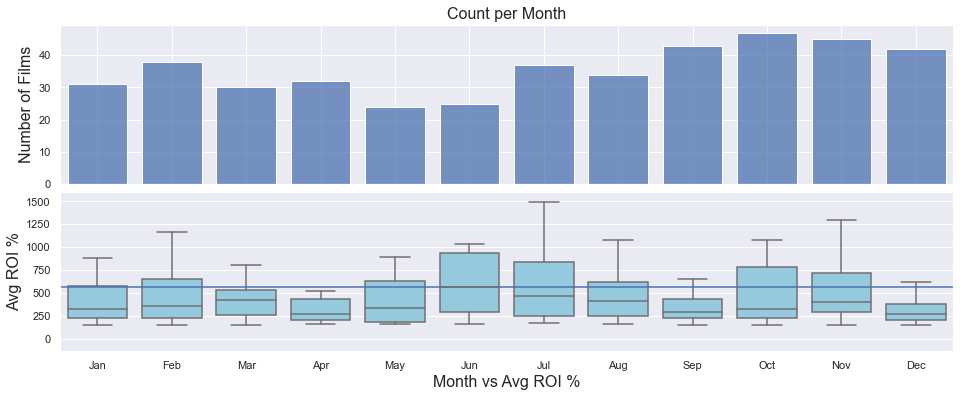 Count per Month
Number of Films
40
30
20
10
0
Avg ROI %
1500
1250
1000
750
500
250
0
Jan Feb Mar Apr May Jun Jul Aug Sep Oct Nov Dec
Month vs Avg ROI %